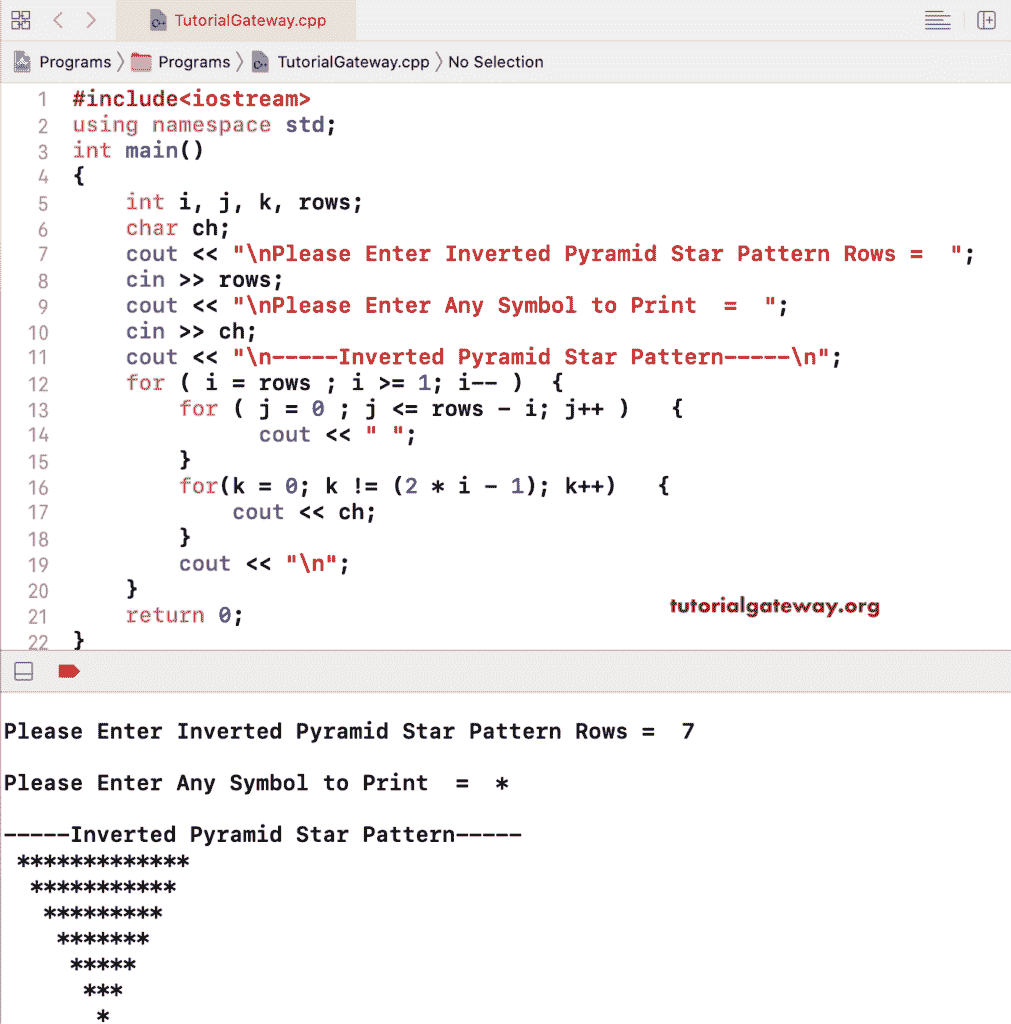 TutorialGateway.cpp
Programs Programs TutorialGateway.cpp No Selection
1 #include<iostream>
2 using namespace std;
3 int main()
4 {
5     int i, j, k, rows;
6     char ch;
7     cout << "\nPlease Enter Inverted Pyramid Star Pattern Rows =  ";
8     cin >> rows;
9     cout << "\nPlease Enter Any Symbol to Print  =  ";
10     cin >> ch;
11     cout << "\n-----Inverted Pyramid Star Pattern-----\n";
12     for ( i = rows ; i >= 1; i-- )  {
13         for ( j = 0 ; j <= rows - i; j++ )   {
14               cout << " ";
15         }
16         for(k = 0; k != (2 * i - 1); k++)   {
17             cout << ch;
18         }
19         cout << "\n";
20     }
21     return 0;
22 }
tutorialgateway.org
Please Enter Inverted Pyramid Star Pattern Rows =  7
Please Enter Any Symbol to Print  =  *
-----Inverted Pyramid Star Pattern-----
 *************
  ***********
   *********
    *******
     *****
      ***
       *